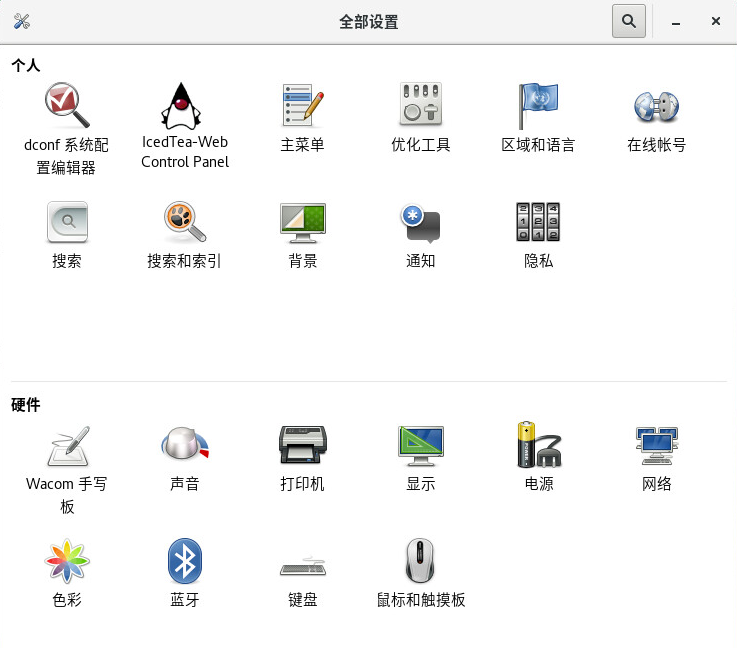 全部设置
个人
dconf 系统配
置编辑器
IcedTea-Web
Control Panel
主菜单
优化工具
区域和语言
在线帐号
搜索
搜索和索引
背景
通知
隐私
硬件
Wacom 手写
板
声音
打印机
显示
电源
网络
色彩
蓝牙
键盘
鼠标和触摸板